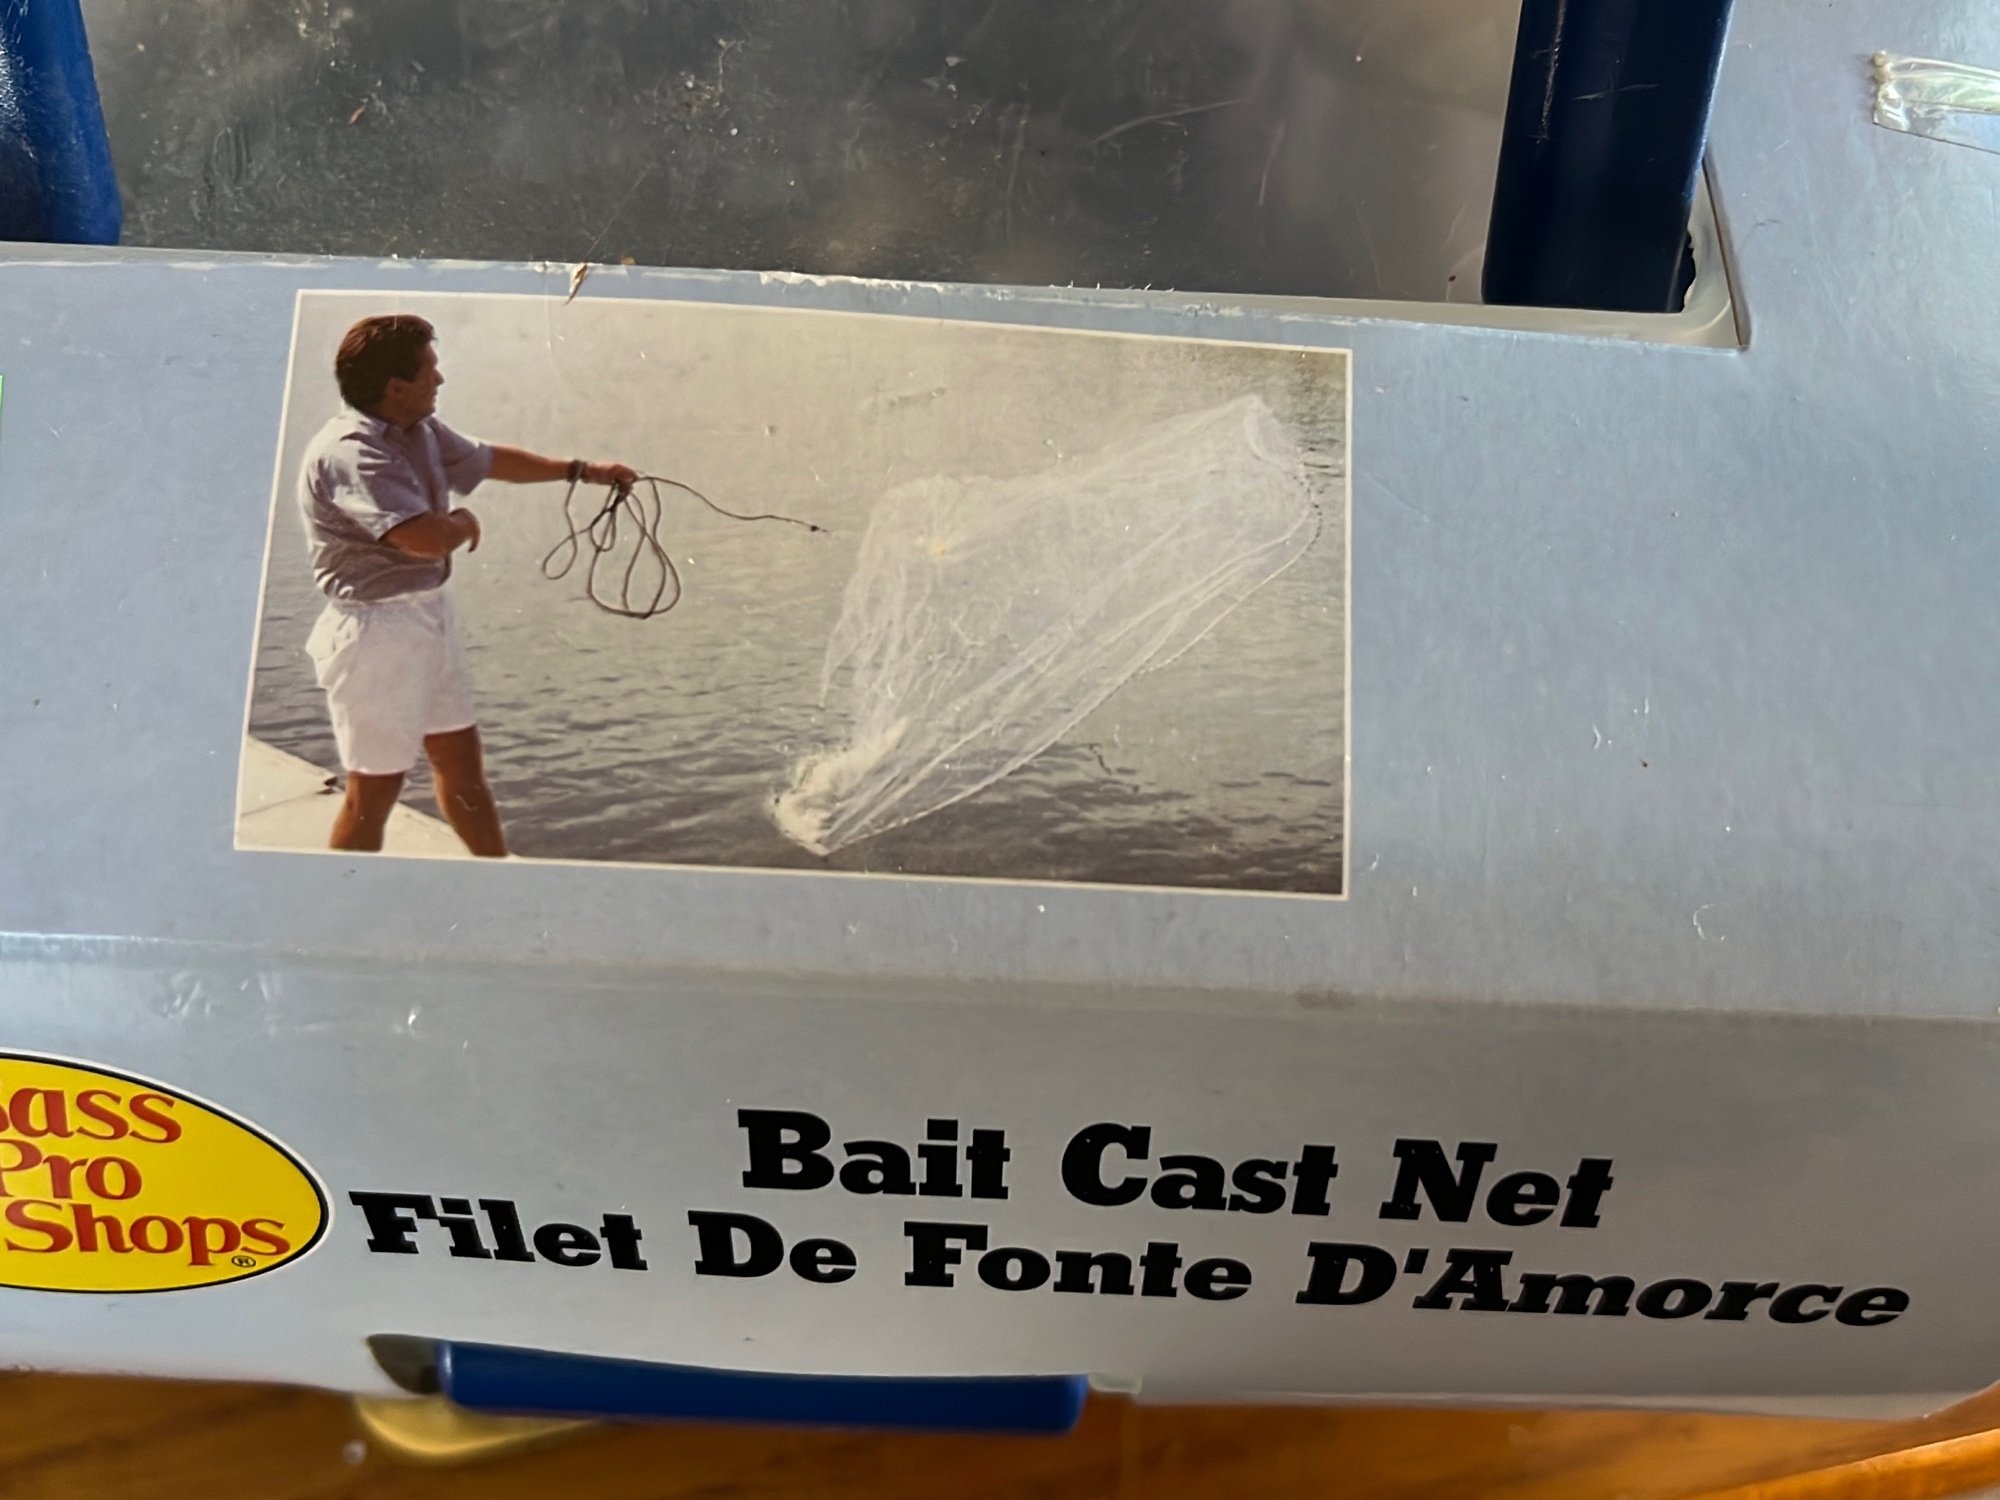 Bass
Pro
Shops®
Bait Cast Net
Filet De Fonte D'Amorce